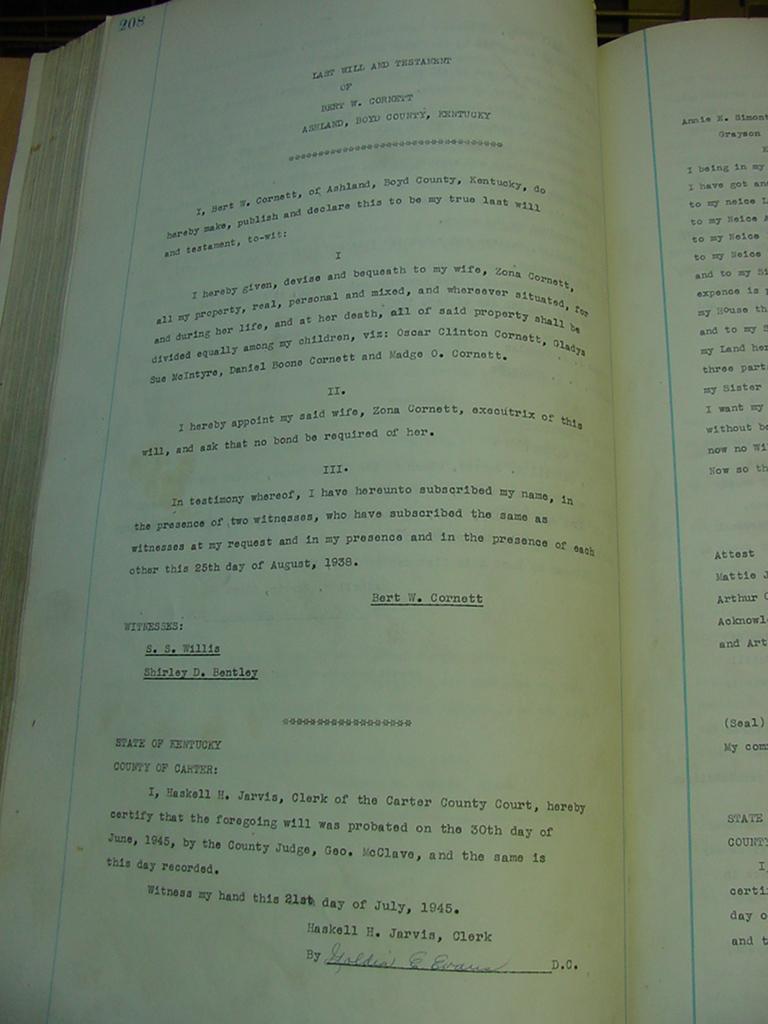 208
LAST WILL AND TESTAMENT
OF
BERT W. CORNETT
ASHLAND, BOYD COUNTY, KENTUCKY
************************************
I, Bert W. Cornett, of Ashland, Boyd County, Kentucky, do
hereby make, publish and declare this to be my true last will
and testament, to-wit:
I
I hereby given, devise and bequeath to my wife, Zona Cornett,
all my property, real, personal and mixed, and wheresever situated, for
and during her life, and at her death, all of said property shall be
divided equally among my children, viz: Oscar Clinton Cornett, Gladys
Sue McIntyre, Daniel Boone Cornett and Madge O. Cornett.
II.
I hereby appoint my said wife, Zona Cornett, executrix of this
will, and ask that no bond be required of her.
III.
In testimony whereof, I have hereunto subscribed my name, in
the presence of two witnesses, who have subscribed the same as
witnesses at my request and in my presence and in the presence of each
other this 25th day of August, 1938.
Bert W. Cornett
WITNESSES:
S. S. Willis
Shirley D. Bentley
******************
STATE OF KENTUCKY
COUNTY OF CARTER:
I, Haskell H. Jarvis, Clerk of the Carter County Court, hereby
certify that the foregoing will was probated on the 30th day of
June, 1945, by the County Judge, Geo. McClave, and the same is
this day recorded.
Witness my hand this 21st day of July, 1945.
Haskell H. Jarvis, Clerk
By Goldia E Evans D.C.
Annie E. Simont
Grayson
I being in my
I have got an
to my neice L
to my Neice A
to my Neice
to my Neice
and to my Si
expence is p
my House th
and to my S
my Land her
three part
my Sister
I want my
without b
now no Wi
Now so th
Attest
Mattie J
Arthur
Acknowl
and Art
(Seal)
My com
STATE
COUNTY
I
certi
day o
and t